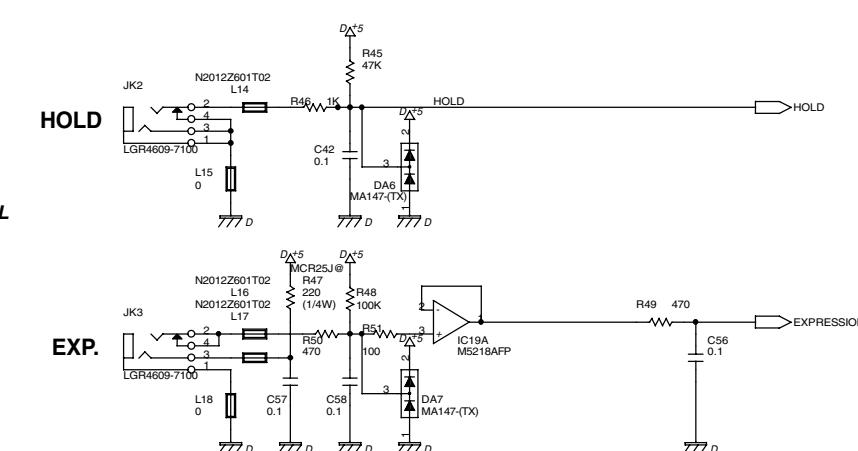 D +5
R45
47K
N2012Z601T02
L14
JK2
R46 1K
HOLD
D +5
HOLD
HOLD
2
4
3
1
LGR4609-7100
C42
0.1
2
3
L15
0
DA6
MA147-(TX)
1
L
D
D
D
D +5
D +5
MCR25J@
N2012Z601T02
L16
R47
220
(1/4W)
R48
100K
N2012Z601T02
L17
JK3
R49 470
2
-
1
R51
3
+
D +5
EXPRESSION
2
4
3
1
R50
470
100
IC19A
M5218AFP
C56
0.1
EXP.
LGR4609-7100
2
3
L18
0
C57
0.1
C58
0.1
DA7
MA147-(TX)
1
D
D
D
D
D